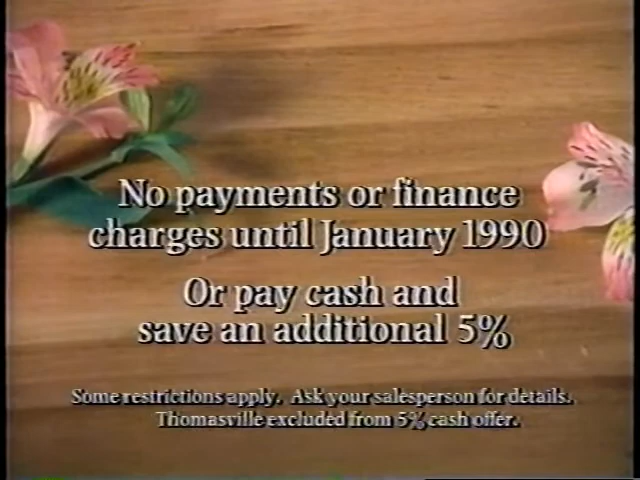 No payments or finance
charges until January 1990
Or pay cash and
save an additional 5%
Some restrictions apply. Ask your salesperson for details.
Thomasville excluded from 5% cash offer.